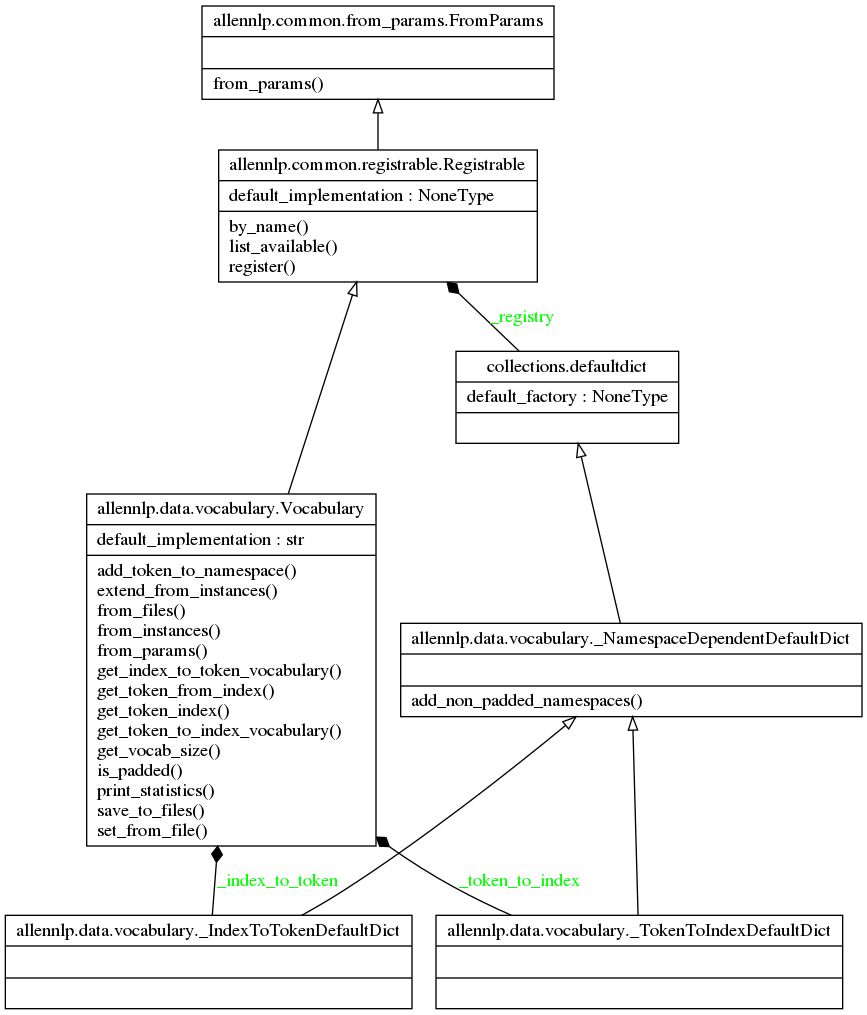 allennlp.common.from_params.FromParams
from_params()
allennlp.common.registrable.Registrable
default_implementation : NoneType
by_name()
list_available()
register()
_registry
collections.defaultdict
default_factory : NoneType
allennlp.data.vocabulary.Vocabulary
default_implementation : str
add_token_to_namespace()
extend_from_instances()
from_files()
from_instances()
from_params()
get_index_to_token_vocabulary()
get_token_from_index()
get_token_index()
get_token_to_index_vocabulary()
get_vocab_size()
is_padded()
print_statistics()
save_to_files()
set_from_file()
allennlp.data.vocabulary._NamespaceDependentDefaultDict
add_non_padded_namespaces()
_index_to_token
_token_to_index
allennlp.data.vocabulary._IndexToTokenDefaultDict
allennlp.data.vocabulary._TokenToIndexDefaultDict